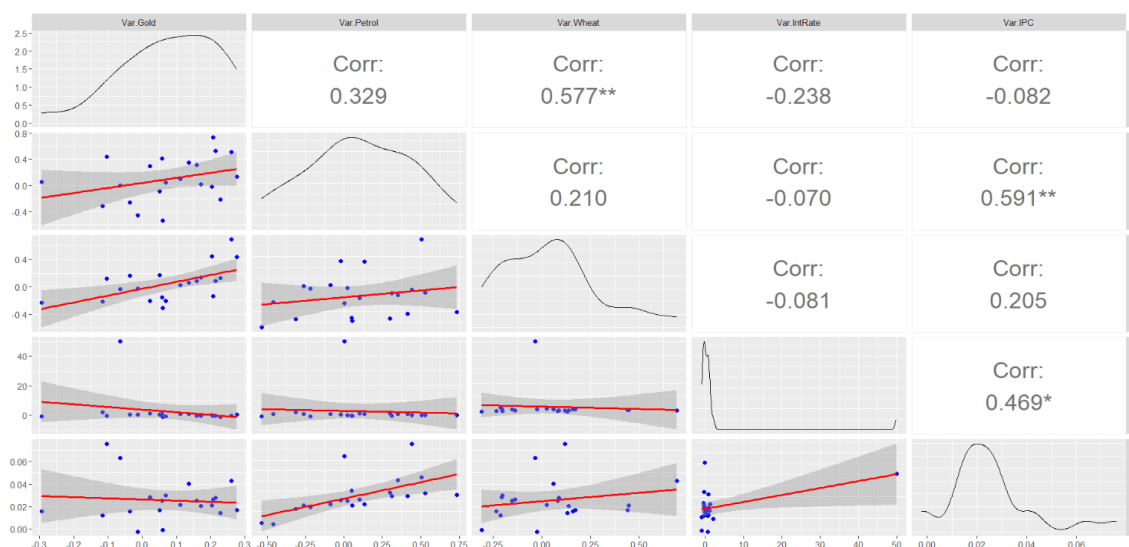 Var.Gold Var.Petrol Var.Wheat Var.IntRate Var.IPC
2.5
2.0
1.5
1.0
0.5
0.0
Corr:
0.329
Corr:
0.577**
Corr:
-0.238
Corr:
-0.082
0.8
0.4
0.0
-0.4
Corr:
0.210
Corr:
-0.070
Corr:
0.591**
0.4
0.0
-0.4
Corr:
-0.081
Corr:
0.205
40
20
0
Corr:
0.469*
0.06
0.04
0.02
0.00
-0.3 -0.2 -0.1 0.0 0.1 0.2 0.3 -0.50 -0.25 0.00 0.25 0.50 0.75 -0.25 0.00 0.25 0.50 0 10 20 30 40 50 0.00 0.02 0.04 0.06